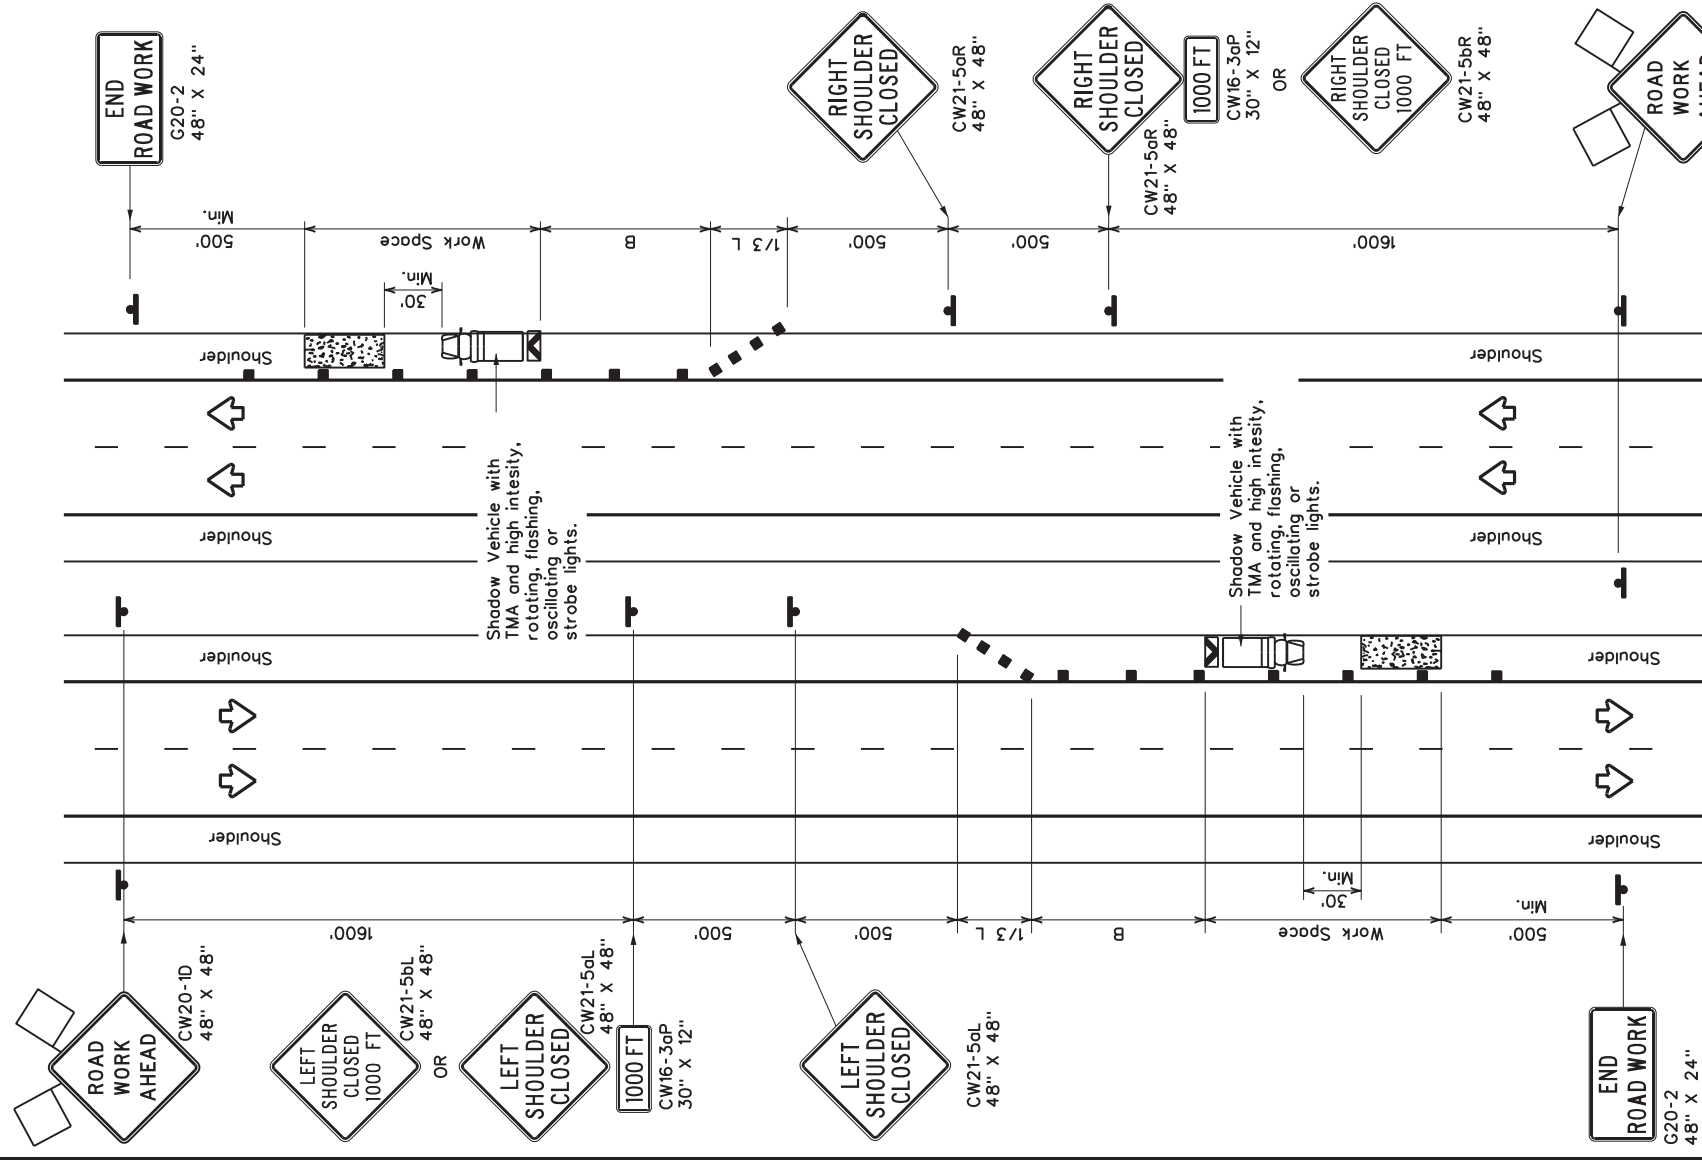 END
ROAD WORK
G20-2
48" X 24"
RIGHT
SHOULDER
CLOSED
CW21-5aR
48" X 48"
RIGHT
SHOULDER
CLOSED
CW21-5aR
48" X 48"
1000 FT
CW16-3aP
30" X 12"
OR
RIGHT
SHOULDER
CLOSED
1000 FT
CW21-5bR
48" X 48"
ROAD
WORK
500'
Min.
Work Space
B
1/3 L
500'
500'
1600'
30'
Min.
Shoulder
Shoulder
Shadow Vehicle with
TMA and high intesity,
rotating, flashing,
oscillating or
strobe lights.
Shoulder
Shoulder
Shadow Vehicle with
TMA and high intesity,
rotating, flashing,
oscillating or
strobe lights.
Shoulder
Shoulder
Shoulder
Shoulder
30'
Min.
1600'
500'
500'
1/3 L
B
Work Space
500'
Min.
ROAD
WORK
AHEAD
CW20-1D
48" X 48"
LEFT
SHOULDER
CLOSED
1000 FT
CW21-5bL
48" X 48"
OR
LEFT
SHOULDER
CLOSED
CW21-5aL
48" X 48"
1000 FT
CW16-3aP
30" X 12"
LEFT
SHOULDER
CLOSED
CW21-5aL
48" X 48"
END
ROAD WORK
G20-2
48" X 24"